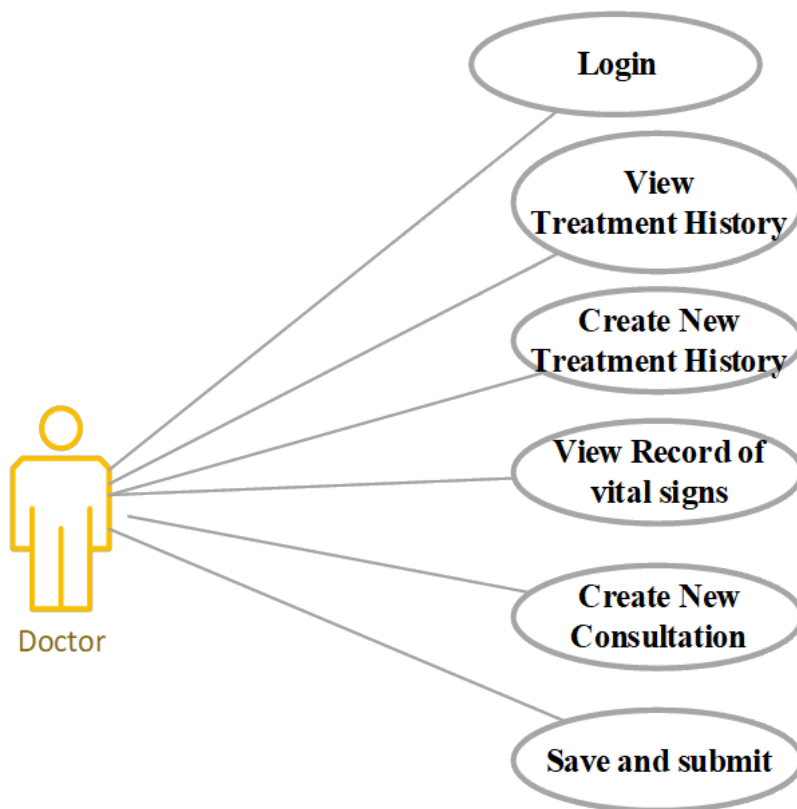 Login
View
Treatment History
Create New
Treatment History
View Record of
vital signs
Create New
Consultation
Save and submit
Doctor